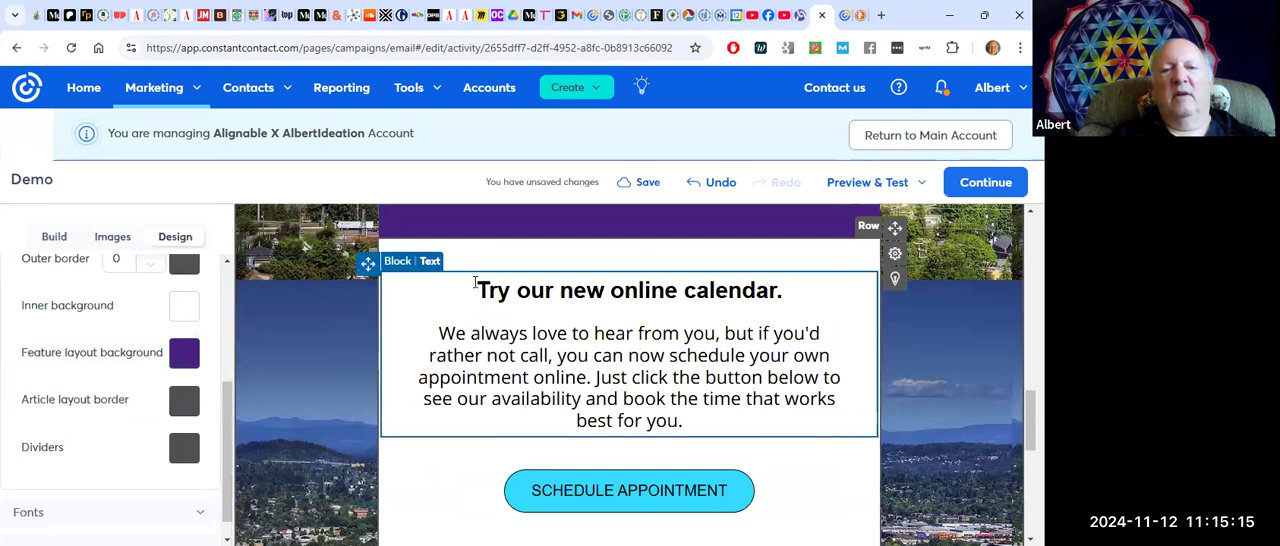 https://app.constantcontact.com/pages/campaigns/email#/edit/activity/2655dff7-d2ff-4952-a8fc-0b8913c66092
Home
Marketing
Contacts
Reporting
Tools
Accounts
Create
Contact us
Albert
Albert
You are managing Alignable X AlbertIdeation Account
Return to Main Account
Demo
You have unsaved changes
Save
Undo
Redo
Preview & Test
Continue
Build
Images
Design
Outer border
0
Inner background
Feature layout background
Article layout border
Dividers
Fonts
Row
Block | Text
Try our new online calendar.
We always love to hear from you, but if you'd
rather not call, you can now schedule your own
appointment online. Just click the button below to
see our availability and book the time that works
best for you.
SCHEDULE APPOINTMENT
2024-11-12 11:15:15